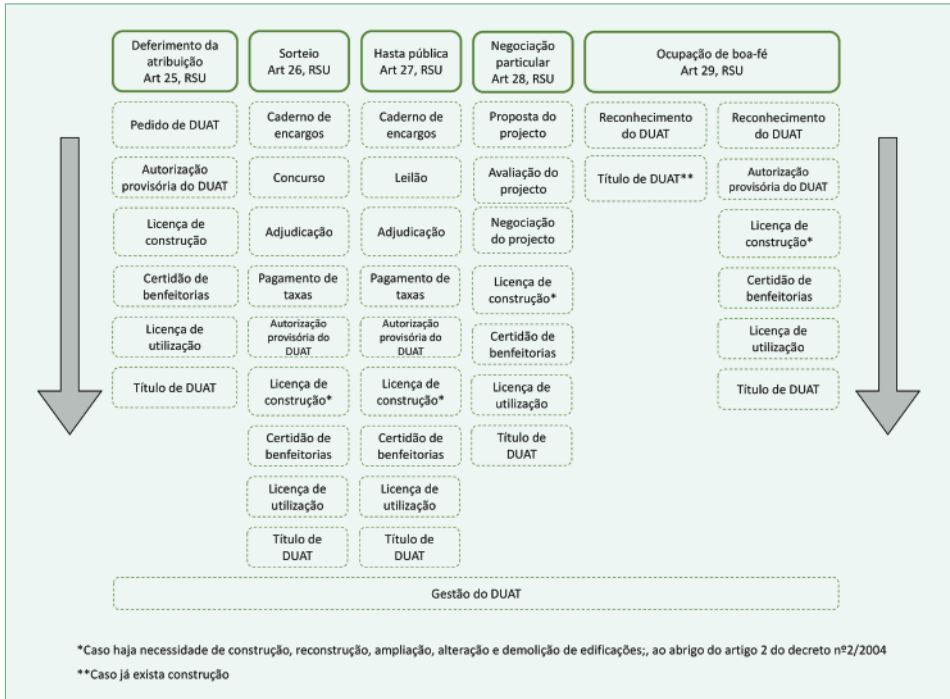 Deferimento da
atribuição
Art 25, RSU
Sorteio
Art 26, RSU
Hasta pública
Art 27, RSU
Negociação
particular
Art 28, RSU
Ocupação de boa-fé
Art 29, RSU
Pedido de DUAT
Autorização
provisória do DUAT
Licença de
construção
Certidão de
benfeitorias
Licença de
utilização
Título de DUAT
Caderno de
encargos
Concurso
Adjudicação
Pagamento de
taxas
Autorização
provisória do
DUAT
Licença de
construção*
Certidão de
benfeitorias
Licença de
utilização
Título de
DUAT
Caderno de
encargos
Leilão
Adjudicação
Pagamento de
taxas
Autorização
provisória do
DUAT
Licença de
construção*
Certidão de
benfeitorias
Licença de
utilização
Título de
DUAT
Proposta do
projecto
Avaliação do
projecto
Negociação
do projecto
Licença de
construção*
Certidão de
benfeitorias
Licença de
utilização
Título de
DUAT
Reconhecimento
do DUAT
Título de DUAT**
Reconhecimento
do DUAT
Autorização
provisória do DUAT
Licença de
construção*
Certidão de
benfeitorias
Licença de
utilização
Título de DUAT
Gestão do DUAT
*Caso haja necessidade de construção, reconstrução, ampliação, alteração e demolição de edificações;, ao abrigo do artigo 2 do decreto nº2/2004
**Caso já exista construção